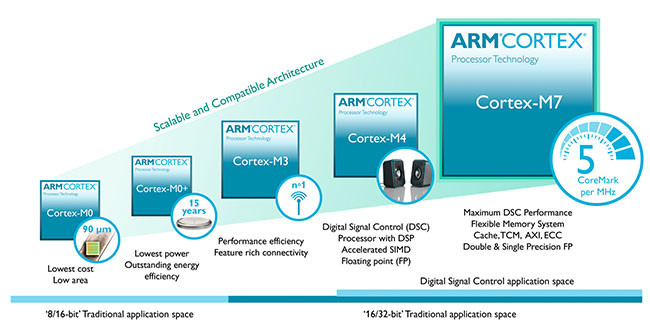 Scalable and Compatible Architecture
ARM®CORTEX®
Processor Technology
Cortex-M0
90 µm
Lowest cost
Low area
ARM®CORTEX®
Processor Technology
Cortex-M0+
15
years
Lowest power
Outstanding energy
efficiency
ARM®CORTEX®
Processor Technology
Cortex-M3
nº1
Performance efficiency
Feature rich connectivity
ARM®CORTEX®
Processor Technology
Cortex-M4
Digital Signal Control (DSC)
Processor with DSP
Accelerated SIMD
Floating point (FP)
ARM®CORTEX®
Processor Technology
Cortex-M7
5
CoreMark
per MHz
Maximum DSC Performance
Flexible Memory System
Cache, TCM, AXI, ECC
Double & Single Precision FP
Digital Signal Control application space
'8/16-bit' Traditional application space
'16/32-bit' Traditional application space